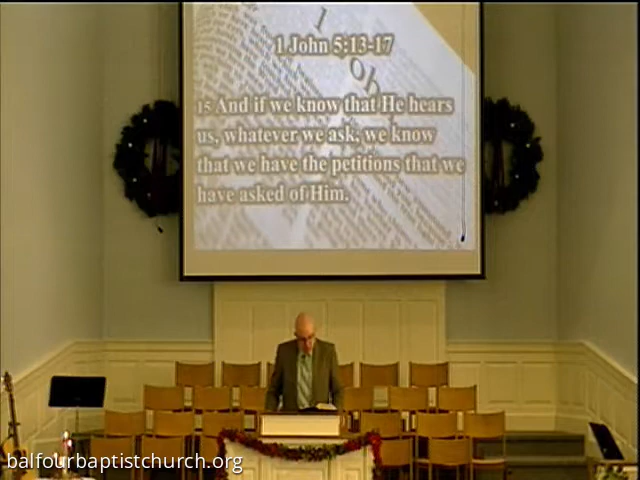 1 John 5:13-17
15 And if we know that He hears
us, whatever we ask, we know
that we have the petitions that we
have asked of Him.
balfourbaptistchurch.org